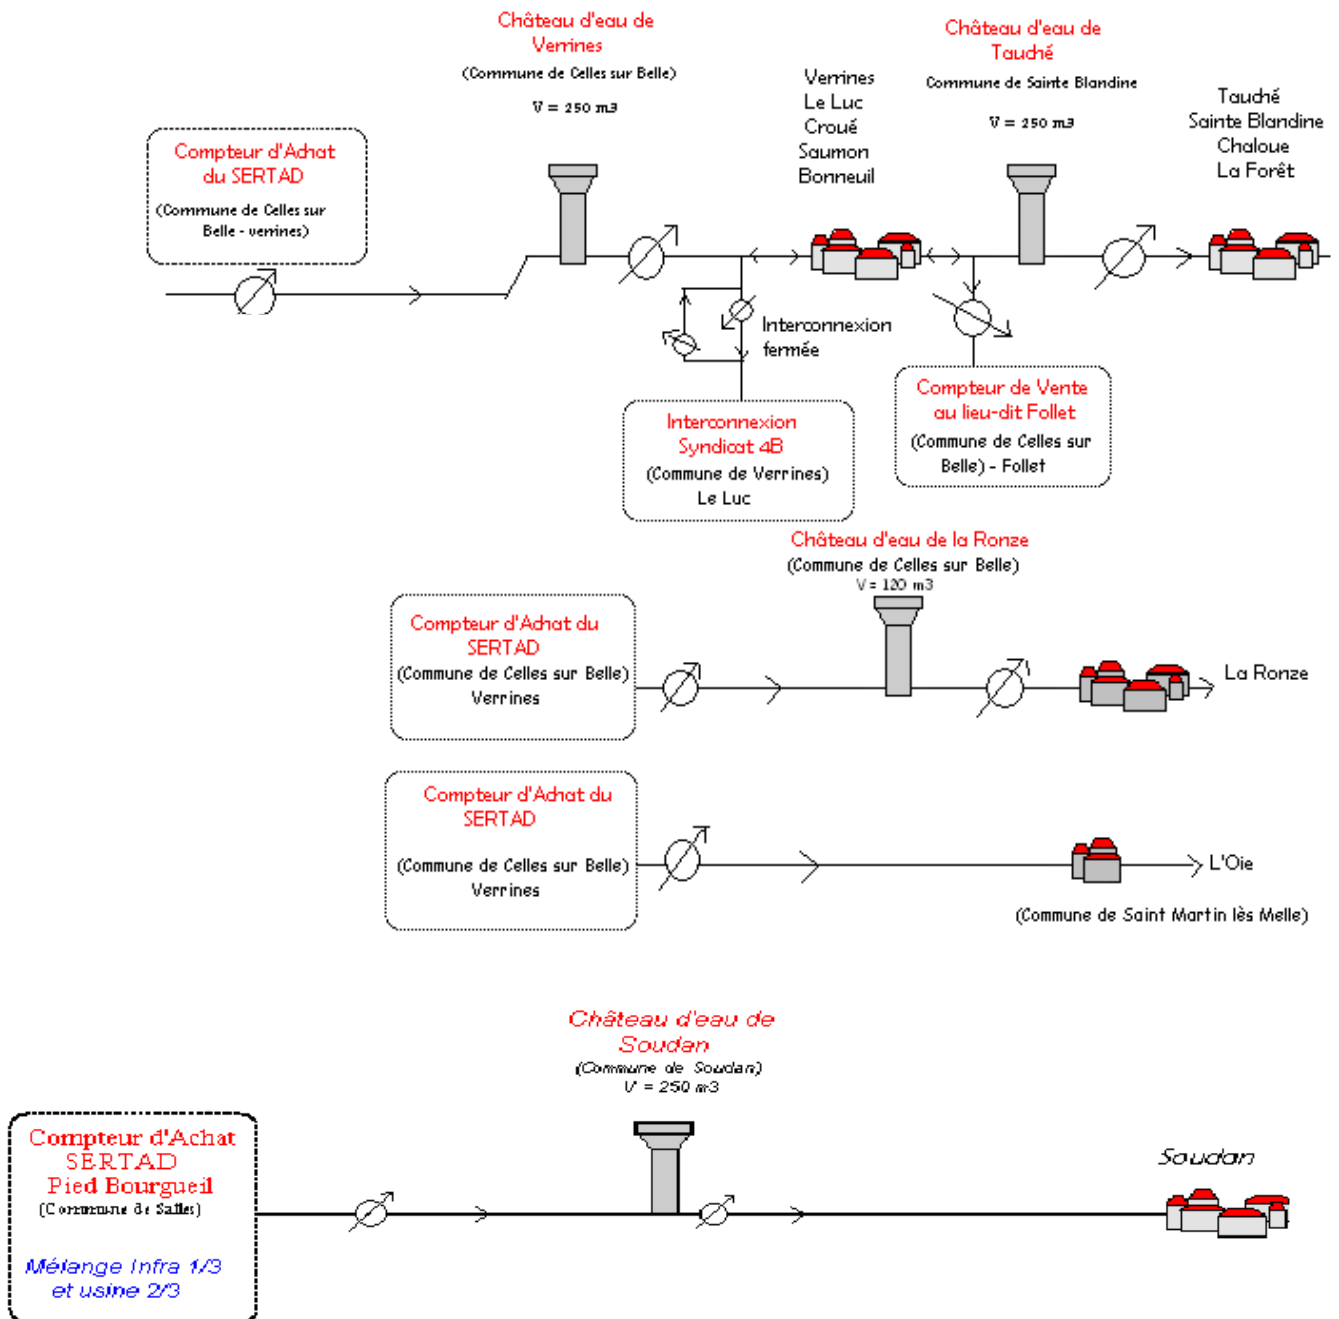 Château d'eau de
Verrines
(Commune de Celles sur Belle)
V = 250 m3
Château d'eau de
Tauché
Commune de Sainte Blandine
V = 250 m3
Verrines
Le Luc
Croué
Saumon
Bonneuil
Tauché
Sainte Blandine
Chaloue
La Forêt
Compteur d'Achat
du SERTAD
(Commune de Celles sur
Belle - verrines)
Interconnexion
fermée
Interconnexion
Syndicat 4B
(Commune de Verrines)
Le Luc
Compteur de Vente
au lieu-dit Follet
(Commune de Celles sur
Belle) - Follet
Château d'eau de la Ronze
(Commune de Celles sur Belle)
V = 120 m3
Compteur d'Achat du
SERTAD
(Commune de Celles sur Belle)
Verrines
La Ronze
Compteur d'Achat du
SERTAD
(Commune de Celles sur Belle)
Verrines
L'Oie
(Commune de Saint Martin lès Melle)
Château d'eau de
Soudan
(Commune de Soudan)
V = 250 m3
Compteur d'Achat
SERTAD
Pied Bourgueil
(Commune de Salles)
Mélange Infra 1/3
et usine 2/3
Soudan